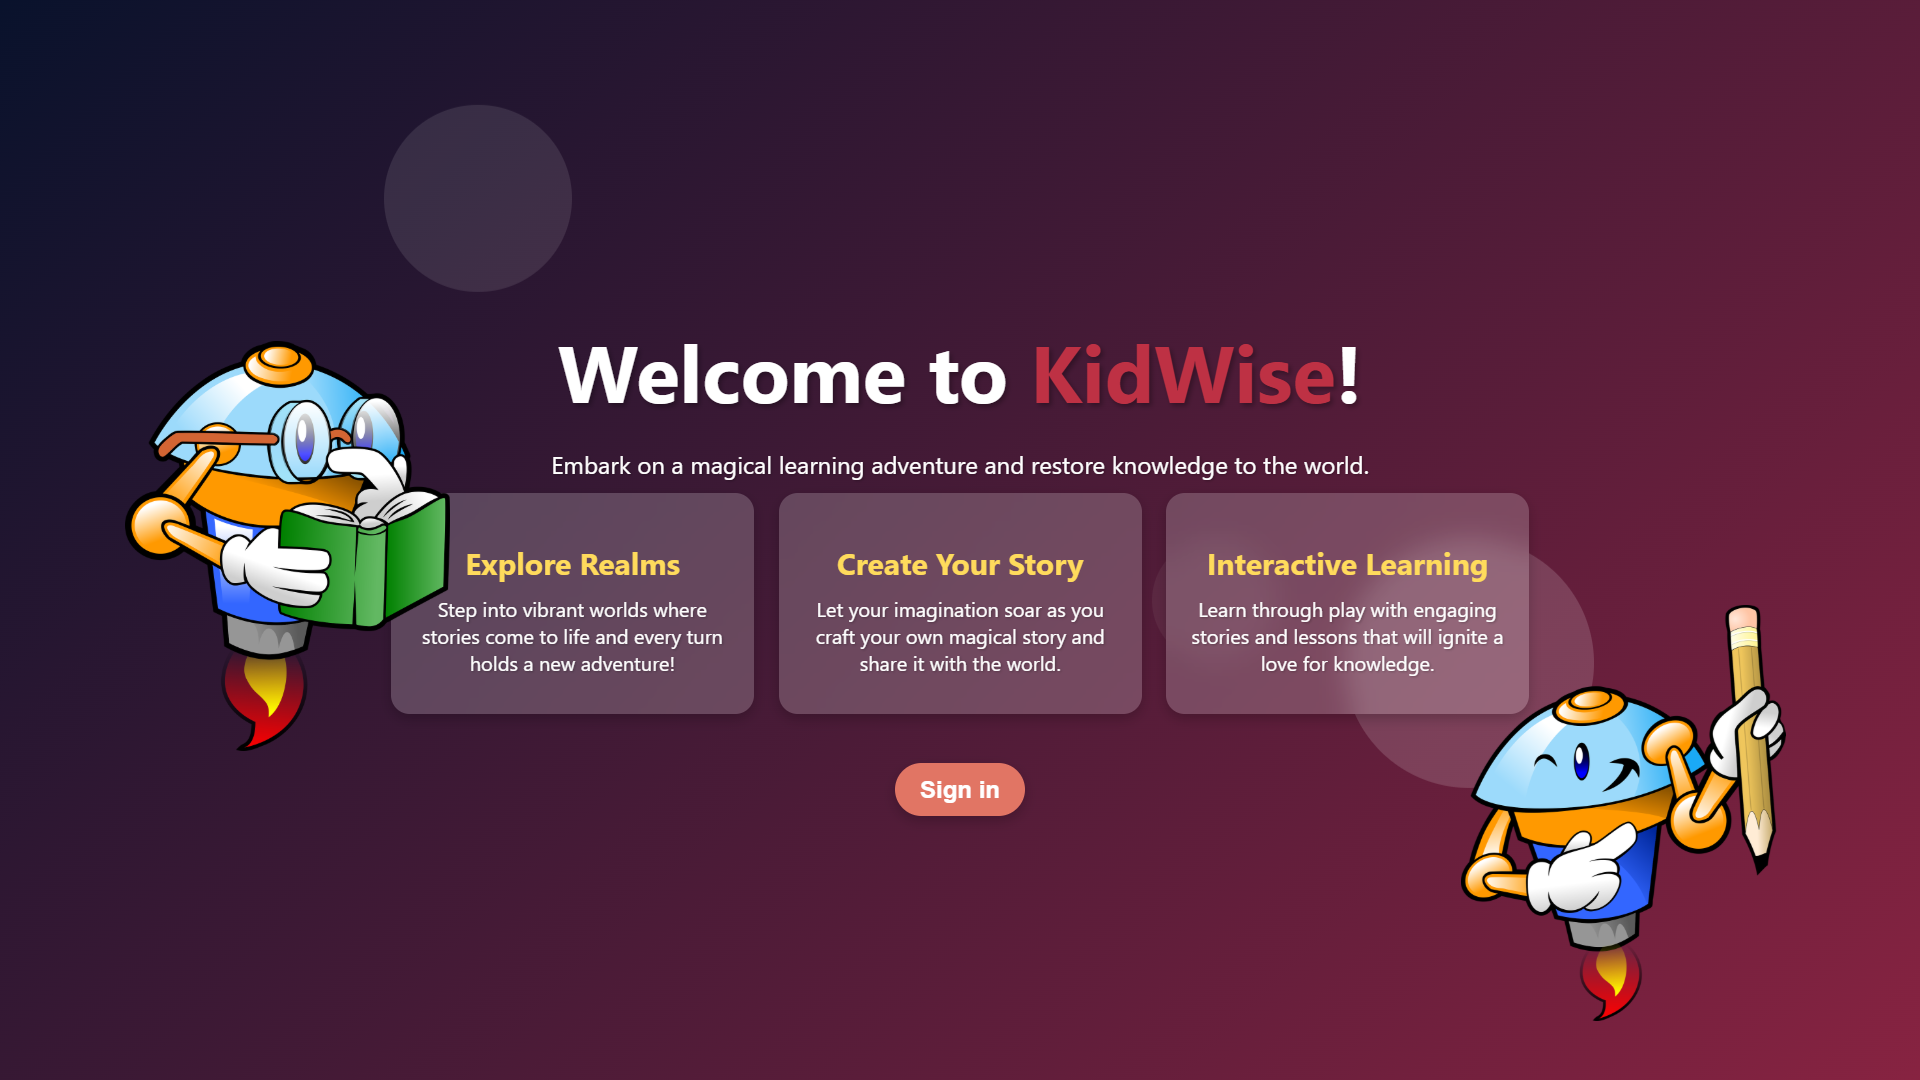 Welcome to KidWise!
Embark on a magical learning adventure and restore knowledge to the world.
Explore Realms
Step into vibrant worlds where
stories come to life and every turn
holds a new adventure!
Create Your Story
Let your imagination soar as you
craft your own magical story and
share it with the world.
Interactive Learning
Learn through play with engaging
stories and lessons that will ignite a
love for knowledge.
Sign in